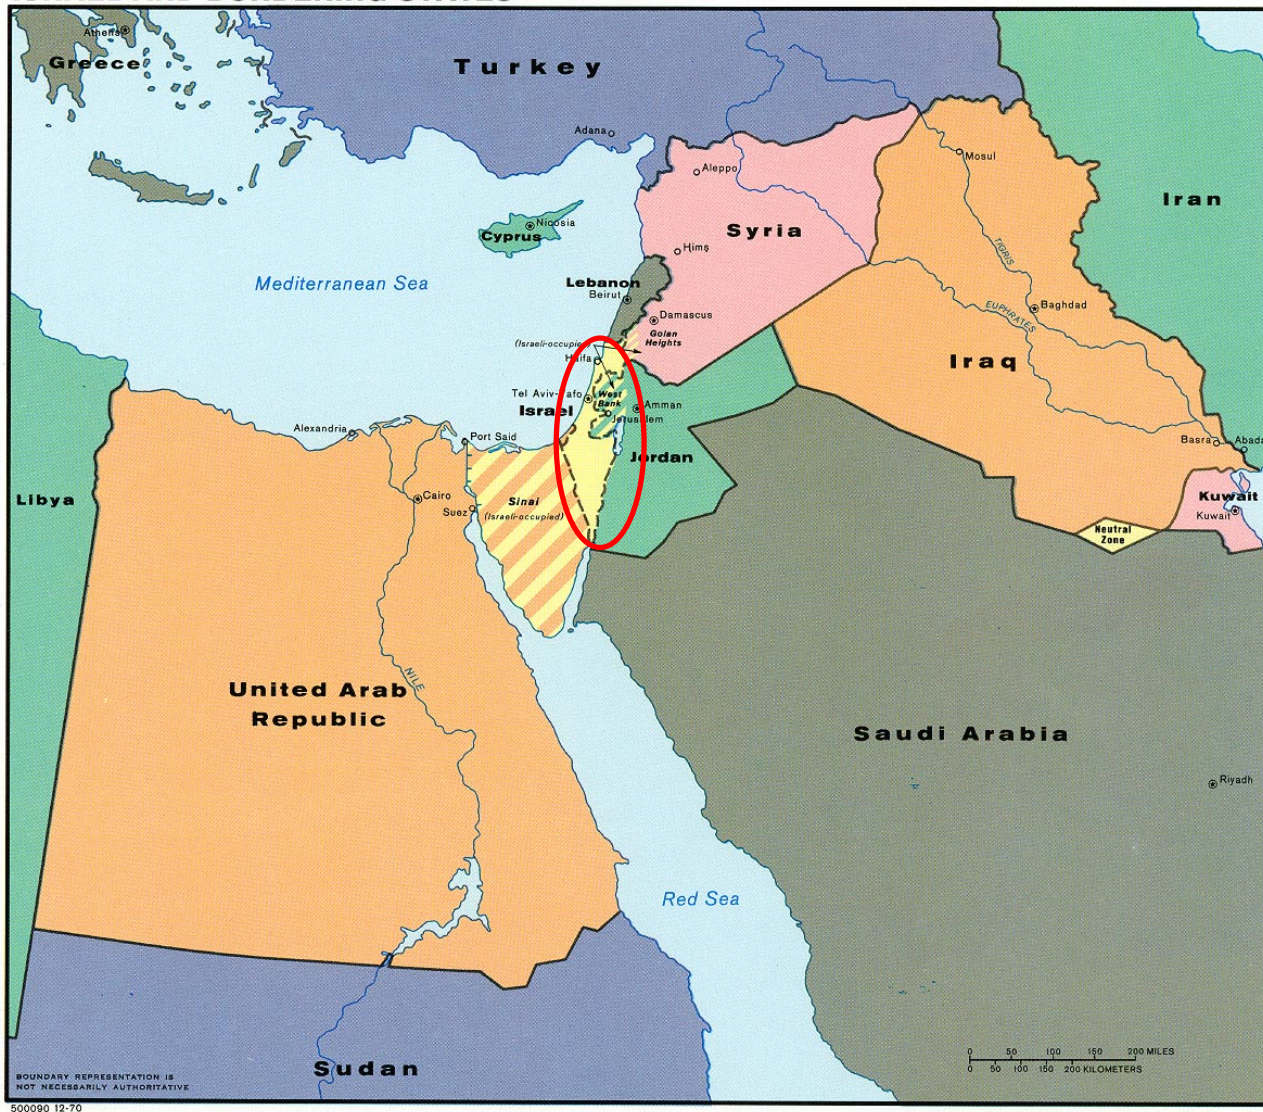 Athens
Greece
Turkey
Adana
Mosul
Aleppo
Iran
Nicosia
Cyprus
Syria
Hims
TIGRIS
Mediterranean Sea
Lebanon
Beirut
Baghdad
EUPHRATES
Damascus
Golan
Heights
(Israeli-occupied)
Haifa
Iraq
Tel Aviv-Yafo
West
Bank
Israel
Amman
Jerusalem
Alexandria
Port Said
Basra
Abada
Jordan
Libya
Cairo
Sinai
(Israeli-occupied)
Suez
Kuwait
Kuwait
Neutral
Zone
NILE
United Arab
Republic
Saudi Arabia
Riyadh
Red Sea
Sudan
0 50 100 150 200 MILES
0 50 100 150 200 KILOMETERS
BOUNDARY REPRESENTATION IS
NOT NECESSARILY AUTHORITATIVE
500090 12-70